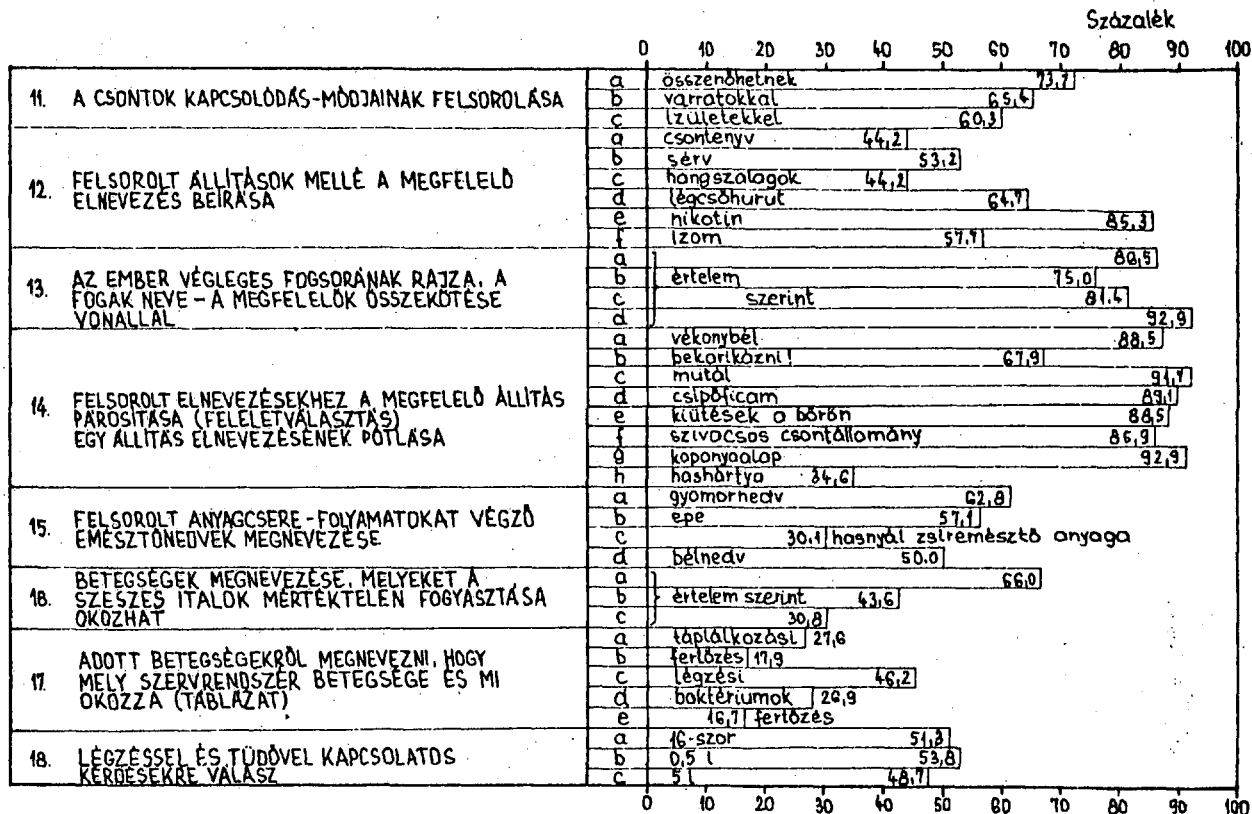 Százalék
0 10 20 30 40 50 60 70 80 90 100
11. A CSONTOK KAPCSOLÓDÁS-MÓDJAINAK FELSOROLÁSA
a összenőhetnek 73,7
b varratokkal 65,4
c ízületekkel 60,3
12. FELSOROLT ÁLLÍTÁSOK MELLÉ A MEGFELELŐ
ELNEVEZÉS BEÍRÁSA
a csontenyv 44,2
b sérv 53,2
c hangszalagok 44,2
d légcsőhurut 64,7
e nikotin 85,3
f izom 57,7
13. AZ EMBER VÉGLEGES FOGSORÁNAK RAJZA, A
FOGAK NEVE – A MEGFELELŐK ÖSSZEKÖTÉSE
VONALLAL
a 86,5
b értelem 75,0
c szerint 81.4
d 92,9
14. FELSOROLT ELNEVEZÉSEKHEZ A MEGFELELŐ ÁLLÍTÁS
PÁROSÍTÁSA (FELELETVÁLASZTÁS)
EGY ÁLLÍTÁS ELNEVEZÉSÉNEK PÓTLÁSA
a vékonybél 88,5
b bekarikázni! 67,9
c mutál 91,7
d csípőficam 89,1
e kiütések a bőrön 88,5
f szivacsos csontállomány 86,9
g koponyaalap 92,9
h hashártya 34,6
15. FELSOROLT ANYAGCSERE-FOLYAMATOKAT VÉGZŐ
EMÉSZTŐNEDVEK MEGNEVEZÉSE
a gyomornedv 62,8
b epe 57,1
c 30,1 hasnyál zsíremésztő anyaga
d bélnedv 50.0
16. BETEGSÉGEK MEGNEVEZÉSE, MELYEKET A
SZESZES ITALOK MÉRTÉKTELEN FOGYASZTÁSA
OKOZHAT
a 66,0
b értelem szerint 43,6
c 30,8
17. ADOTT BETEGSÉGEKRŐL MEGNEVEZNI, HOGY
MELY SZERVRENDSZER BETEGSÉGE ÉS MI
OKOZZA (TÁBLÁZAT)
a táplálkozási 27,6
b fertőzés 17,9
c légzési 46,2
d baktériumok 26,9
e 16,7 fertőzés
18. LÉGZÉSSEL ÉS TÜDŐVEL KAPCSOLATOS
KÉRDÉSEKRE VÁLASZ
a 16-szor 51,3
b 0,5 l 53,8
c 5 l 48,7
0 10 20 30 40 50 60 70 80 90 100